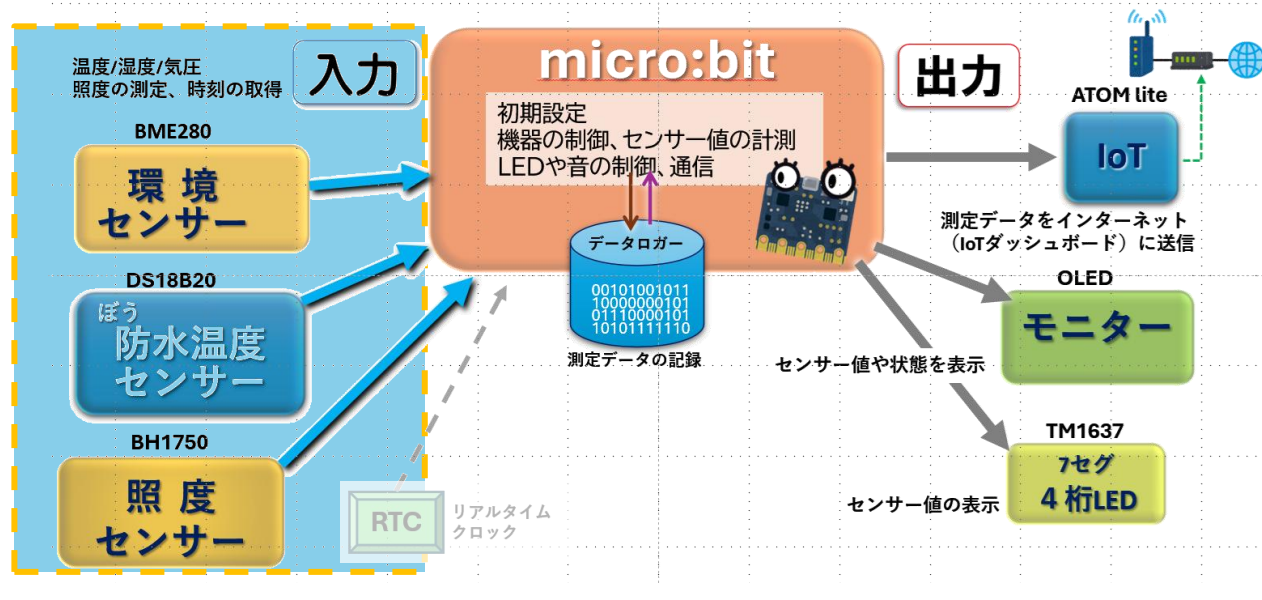 温度/湿度/気圧
照度の測定、時刻の取得
入力
BME280
環 境
センサー
DS18B20
ぼう
防水温度
センサー
BH1750
照 度
センサー
RTC
リアルタイム
クロック
micro:bit
初期設定
機器の制御、センサー値の計測
LEDや音の制御、通信
データロガー
00101001011
10000000101
01110000101
10101111110
測定データの記録
出力
ATOM lite
IoT
測定データをインターネット
（IoTダッシュボード）に送信
OLED
モニター
センサー値や状態を表示
TM1637
7セグ
4 桁LED
センサー値の表示